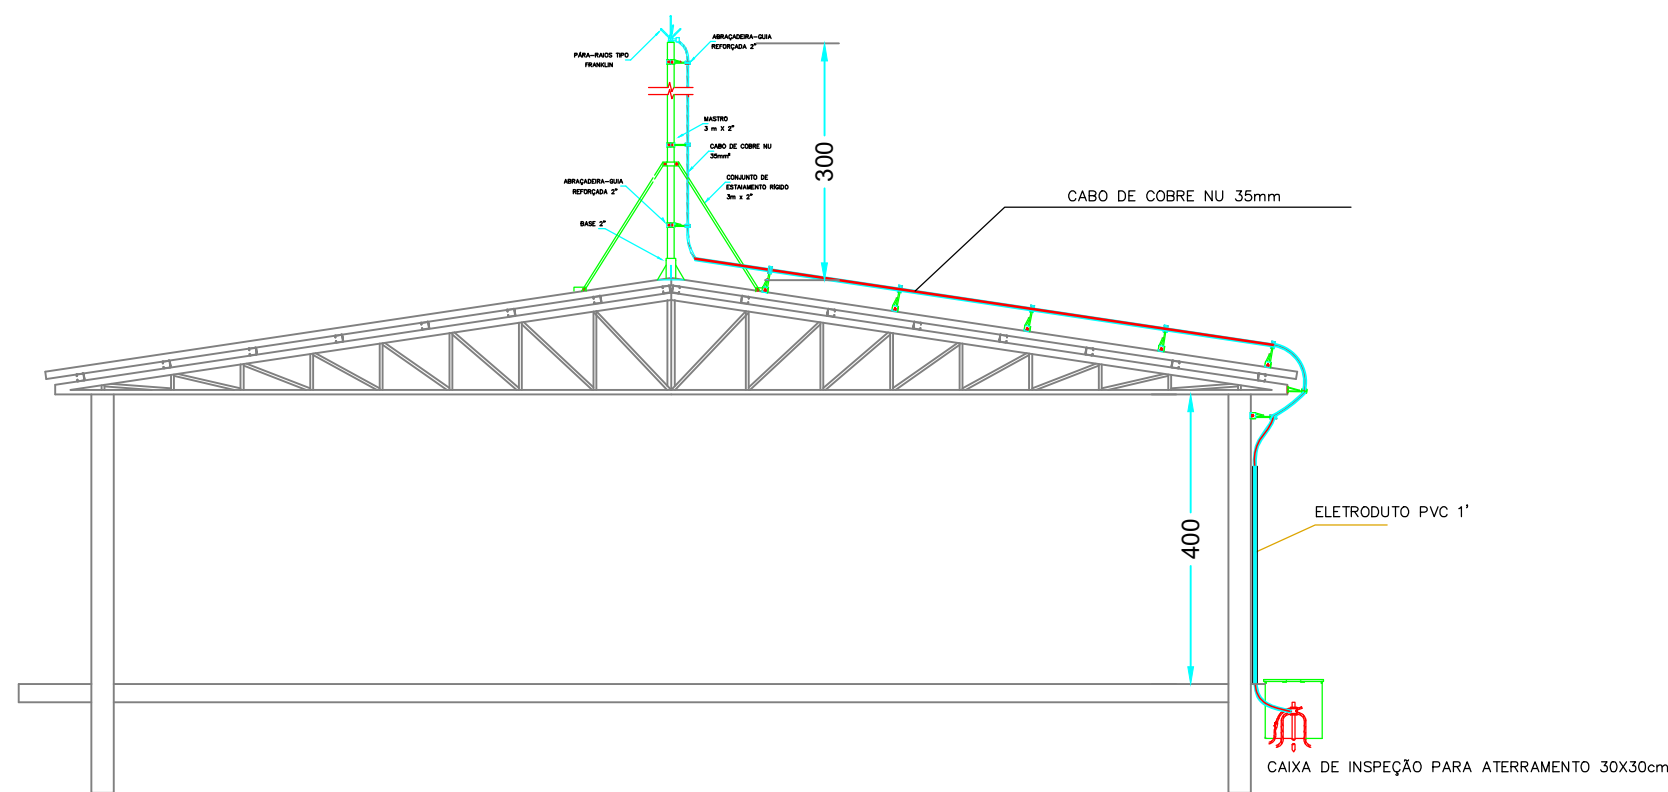 PÁRA-RAIOS TIPO
FRANKLIN
ABRAÇADEIRA-GUIA
REFORÇADA 2"
MASTRO
3 m X 2"
CABO DE COBRE NU
35mm²
ABRAÇADEIRA-GUIA
REFORÇADA 2"
CONJUNTO DE
ESTAIAMENTO RÍGIDO
3m x 2"
BASE 2"
300
CABO DE COBRE NU 35mm
400
ELETRODUTO PVC 1'
CAIXA DE INSPEÇÃO PARA ATERRAMENTO 30X30cm